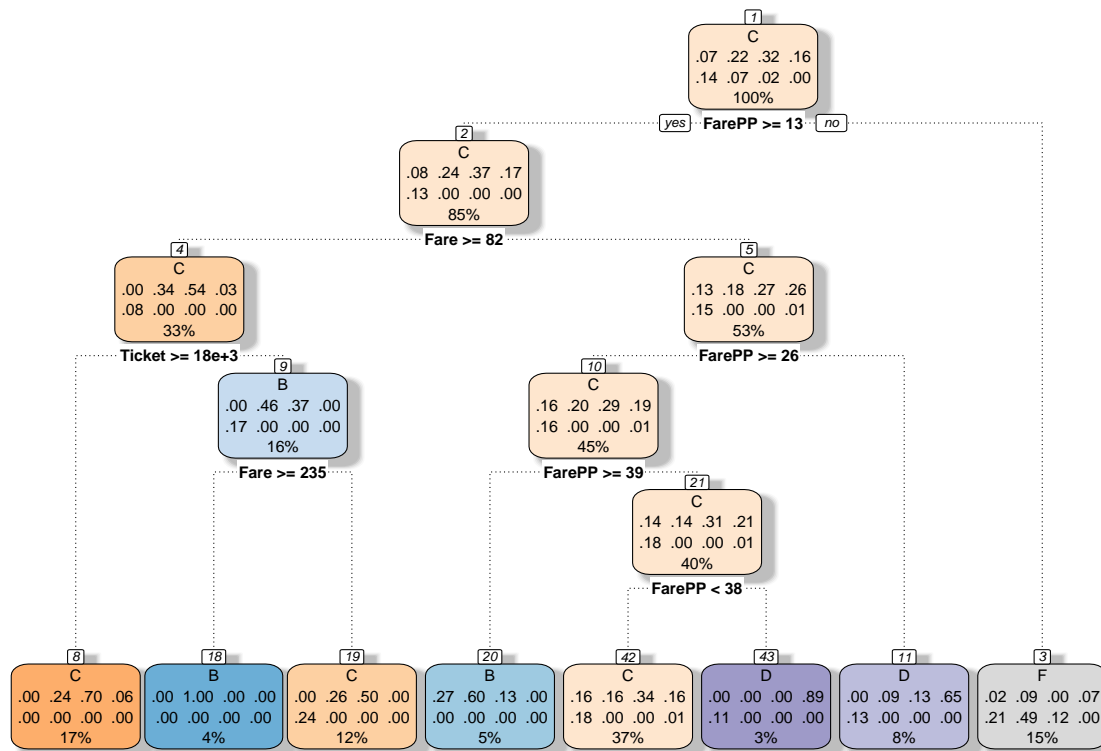 1
C
.07 .22 .32 .16
.14 .07 .02 .00
100%
yes FarePP >= 13 no
2
C
.08 .24 .37 .17
.13 .00 .00 .00
85%
Fare >= 82
4
C
.00 .34 .54 .03
.08 .00 .00 .00
33%
Ticket >= 18e+3
5
C
.13 .18 .27 .26
.15 .00 .00 .01
53%
FarePP >= 26
9
B
.00 .46 .37 .00
.17 .00 .00 .00
16%
Fare >= 235
10
C
.16 .20 .29 .19
.16 .00 .00 .01
45%
FarePP >= 39
21
C
.14 .14 .31 .21
.18 .00 .00 .01
40%
FarePP < 38
8
C
.00 .24 .70 .06
.00 .00 .00 .00
17%
18
B
.00 1.00 .00 .00
.00 .00 .00 .00
4%
19
C
.00 .26 .50 .00
.24 .00 .00 .00
12%
20
B
.27 .60 .13 .00
.00 .00 .00 .00
5%
42
C
.16 .16 .34 .16
.18 .00 .00 .01
37%
43
D
.00 .00 .00 .89
.11 .00 .00 .00
3%
11
D
.00 .09 .13 .65
.13 .00 .00 .00
8%
3
F
.02 .09 .00 .07
.21 .49 .12 .00
15%